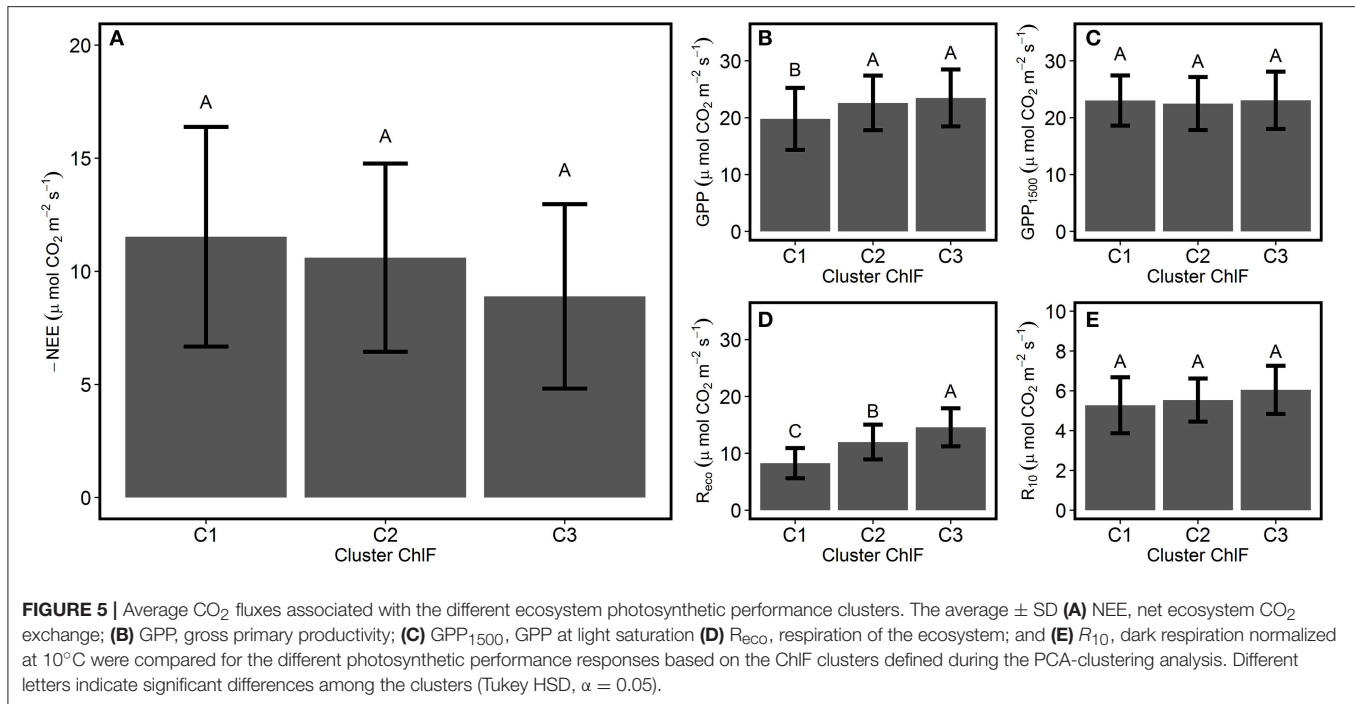 A
20
15
10
5
0
−NEE (μ mol CO₂ m⁻² s⁻¹)
A
A
A
C1 C2 C3
Cluster ChlF
B
30
20
10
0
GPP (μ mol CO₂ m⁻² s⁻¹)
B
A
A
C1 C2 C3
Cluster ChlF
C
30
20
10
0
GPP₁₅₀₀ (μ mol CO₂ m⁻² s⁻¹)
A
A
A
C1 C2 C3
Cluster ChlF
D
30
20
10
0
Reco (μ mol CO₂ m⁻² s⁻¹)
C
B
A
C1 C2 C3
Cluster ChlF
E
10
8
6
4
2
0
R₁₀ (μ mol CO₂ m⁻² s⁻¹)
A
A
A
C1 C2 C3
Cluster ChlF
FIGURE 5 | Average CO₂ fluxes associated with the different ecosystem photosynthetic performance clusters. The average ± SD (A) NEE, net ecosystem CO₂
exchange; (B) GPP, gross primary productivity; (C) GPP₁₅₀₀, GPP at light saturation (D) Reco, respiration of the ecosystem; and (E) R₁₀, dark respiration normalized
at 10°C were compared for the different photosynthetic performance responses based on the ChlF clusters defined during the PCA-clustering analysis. Different
letters indicate significant differences among the clusters (Tukey HSD, α = 0.05).